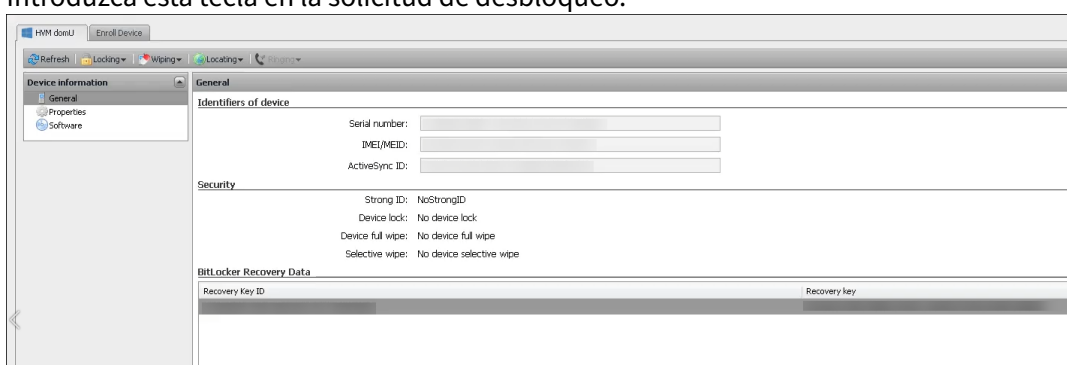 introduzca esta tecla en la solicitud de desbloqueo.
HVM domU Enroll Device
Refresh Locking Wiping Locating Ringing
Device information
General
Properties
Software
General
Identifiers of device
Serial number:
IMEI/MEID:
ActiveSync ID:
Security
Strong ID: NoStrongID
Device lock: No device lock
Device full wipe: No device full wipe
Selective wipe: No device selective wipe
BitLocker Recovery Data
Recovery Key ID Recovery key